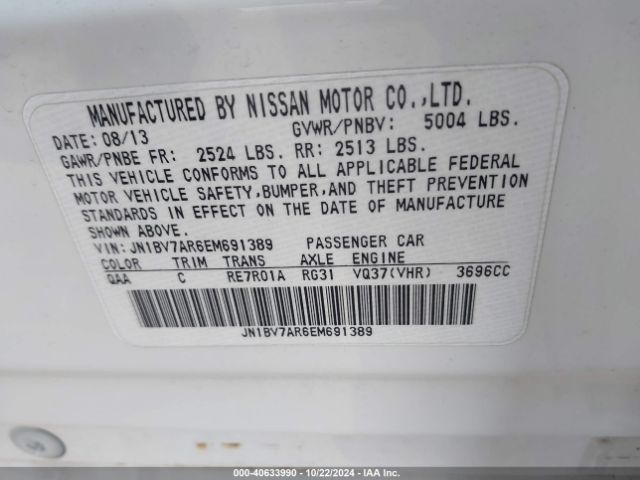 MANUFACTURED BY NISSAN MOTOR CO.,LTD.
DATE: 08/13 GVWR/PNBV: 5004 LBS.
GAWR/PNBE FR: 2524 LBS. RR: 2513 LBS.
THIS VEHICLE CONFORMS TO ALL APPLICABLE FEDERAL
MOTOR VEHICLE SAFETY,BUMPER,AND THEFT PREVENTION
STANDARDS IN EFFECT ON THE DATE OF MANUFACTURE
SHOWN ABOVE.
VIN: JN1BV7AR6EM691389 PASSENGER CAR
COLOR TRIM TRANS AXLE ENGINE
QAA C RE7R01A RG31 VQ37(VHR) 3696CC
JN1BV7AR6EM691389
000-40633990 - 10/22/2024 - IAA Inc.